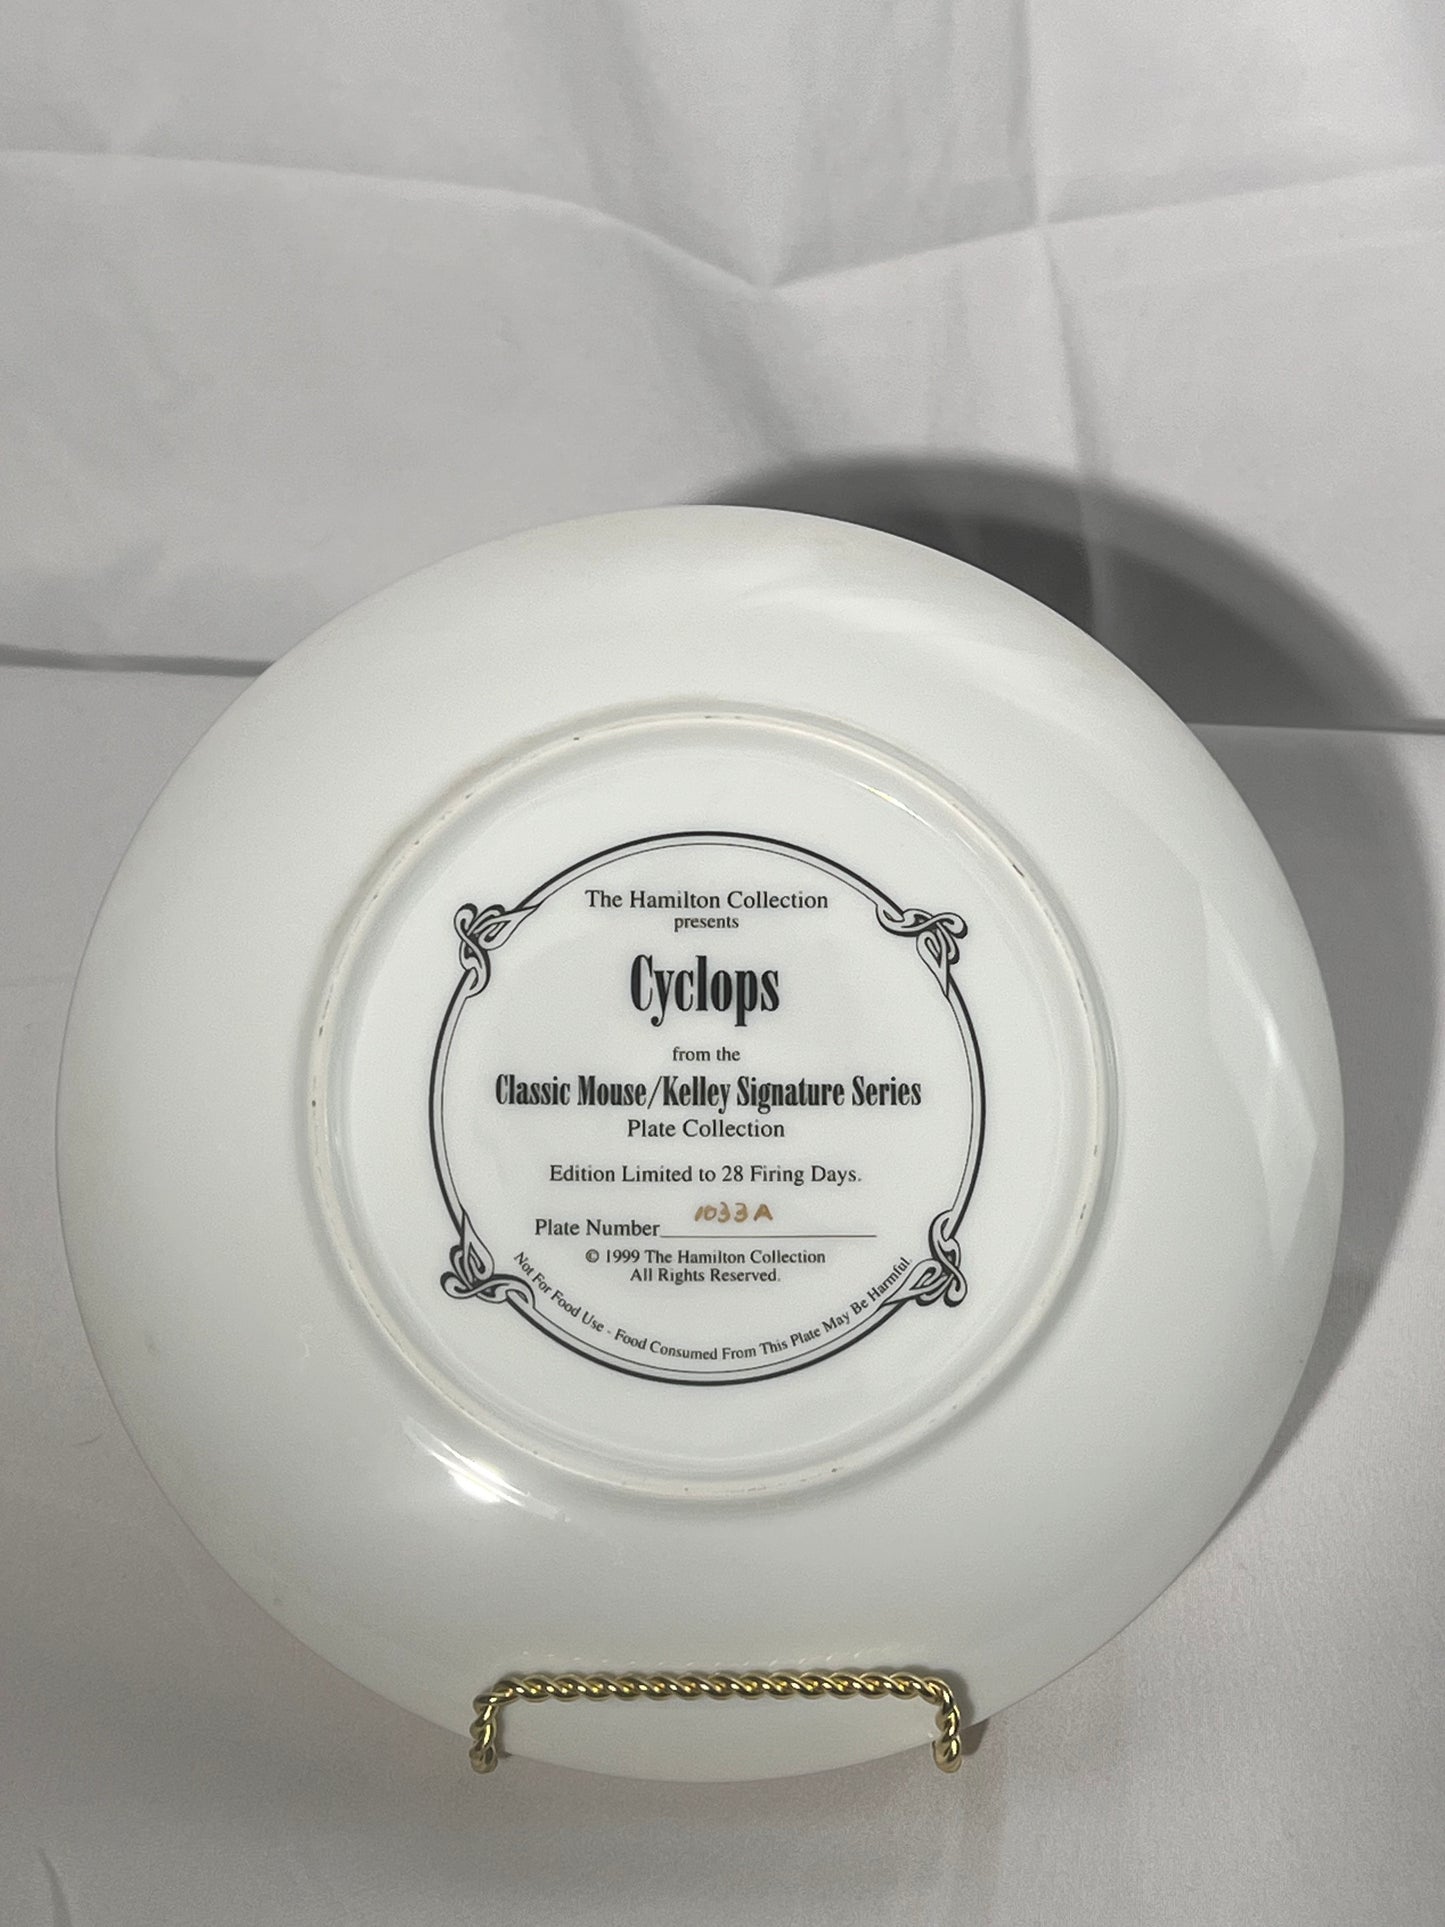 The Hamilton Collection
presents
Cyclops
from the
Classic Mouse/Kelley Signature Series
Plate Collection
Edition Limited to 28 Firing Days.
Plate Number 1033A
© 1999 The Hamilton Collection
All Rights Reserved.
Not For Food Use - Food Consumed From This Plate May Be Harmful.